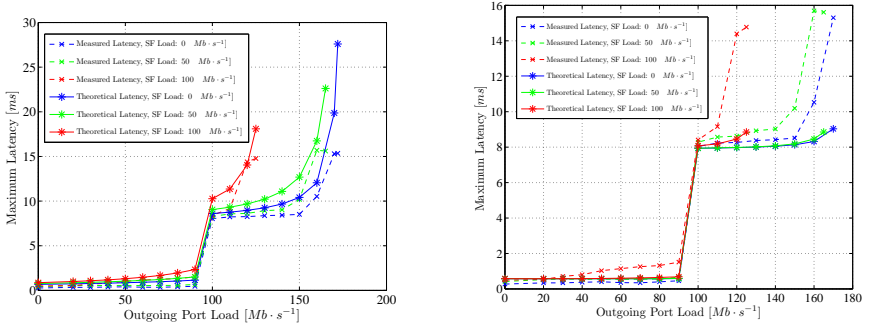 30
25
20
15
10
5
0
0
50
100
150
200
Maximum Latency [ms]
Outgoing Port Load [Mb · s⁻¹]
Measured Latency, SF Load: 0 Mb · s⁻¹]
Measured Latency, SF Load: 50 Mb · s⁻¹]
Measured Latency, SF Load: 100 Mb · s⁻¹]
Theoretical Latency, SF Load: 0 Mb · s⁻¹]
Theoretical Latency, SF Load: 50 Mb · s⁻¹]
Theoretical Latency, SF Load: 100 Mb · s⁻¹]
16
14
12
10
8
6
4
2
0
0
20
40
60
80
100
120
140
160
180
Maximum Latency [ms]
Outgoing Port Load [Mb · s⁻¹]
Measured Latency, SF Load: 0 Mb · s⁻¹]
Measured Latency, SF Load: 50 Mb · s⁻¹]
Measured Latency, SF Load: 100 Mb · s⁻¹]
Theoretical Latency, SF Load: 0 Mb · s⁻¹]
Theoretical Latency, SF Load: 50 Mb · s⁻¹]
Theoretical Latency, SF Load: 100 Mb · s⁻¹]